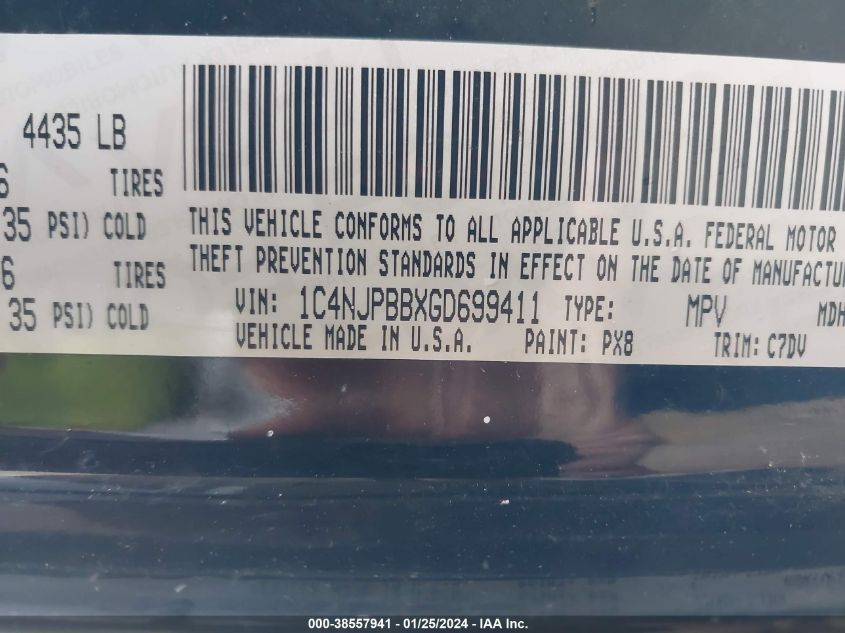 4435 LB
6 TIRES
35 PSI) COLD
6 TIRES
35 PSI) COLD
THIS VEHICLE CONFORMS TO ALL APPLICABLE U.S.A. FEDERAL MOTOR
THEFT PREVENTION STANDARDS IN EFFECT ON THE DATE OF MANUFACTU
VIN: 1C4NJPBBXGD699411 TYPE: MPV MDH
VEHICLE MADE IN U.S.A. PAINT: PX8 TRIM: C7DV
000-38557941 - 01/25/2024 - IAA Inc.